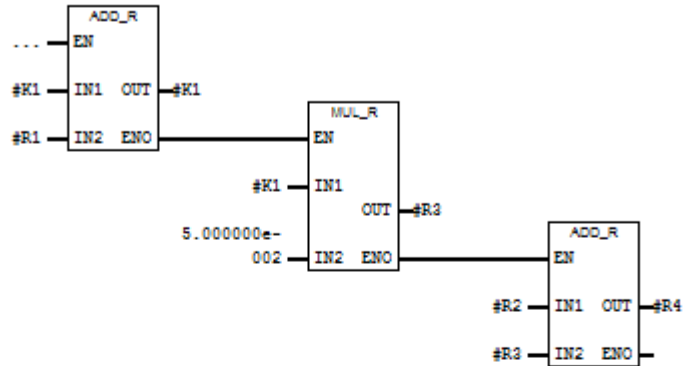 ADD_R
... EN
#K1 IN1 OUT #K1
#R1 IN2 ENO
MUL_R
EN
#K1 IN1
OUT #R3
5.000000e-
002 IN2 ENO
ADD_R
EN
#R2 IN1 OUT #R4
#R3 IN2 ENO